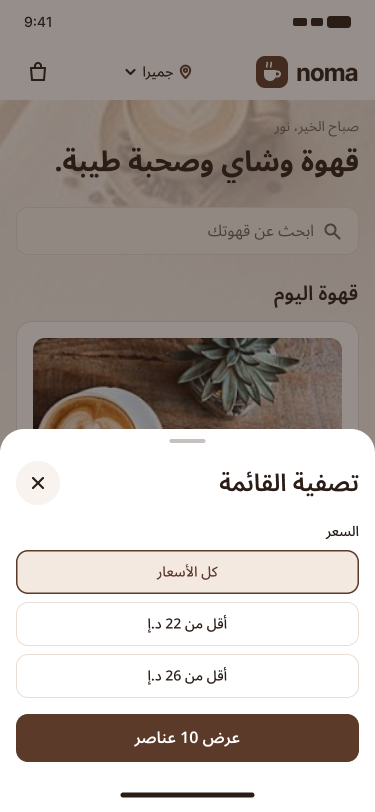 9:41
noma
جميرا
صباح الخير، نور
قهوة وشاي وصحبة طيبة.
ابحث عن قهوتك
قهوة اليوم
تصفية القائمة
السعر
كل الأسعار
أقل من 22 د.إ
أقل من 26 د.إ
عرض 10 عناصر